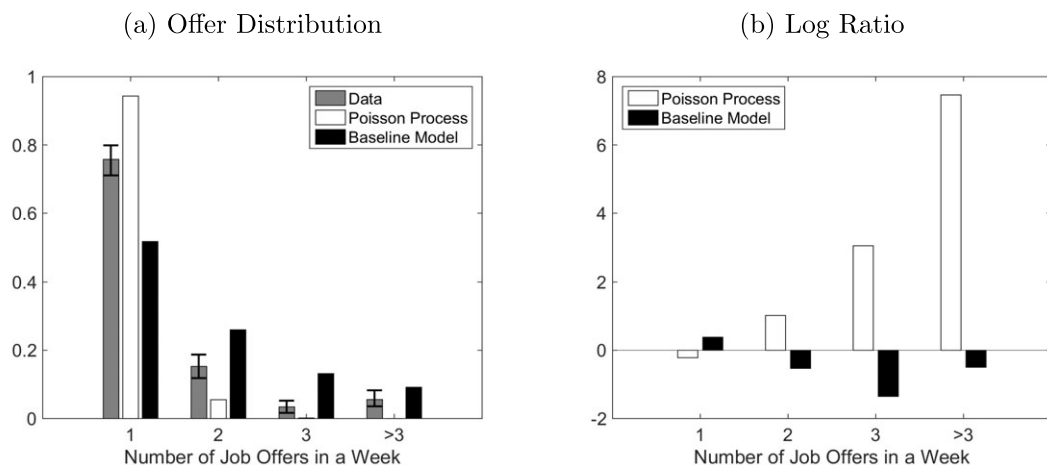 (a) Offer Distribution
1
0.8
0.6
0.4
0.2
0
Data
Poisson Process
Baseline Model
1 2 3 >3
Number of Job Offers in a Week
(b) Log Ratio
8
6
4
2
0
-2
Poisson Process
Baseline Model
1 2 3 >3
Number of Job Offers in a Week